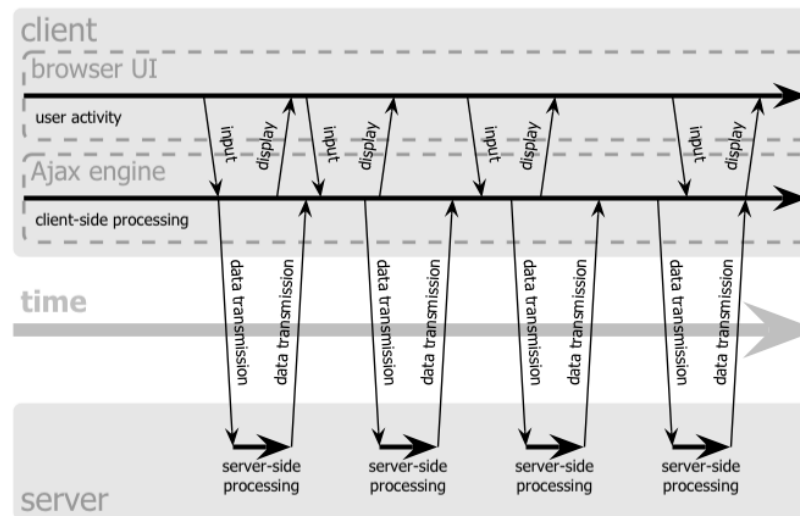 client
browser UI
user activity
input
display
input
display
input
display
input
display
Ajax engine
client-side processing
data transmission
data transmission
data transmission
data transmission
data transmission
data transmission
data transmission
data transmission
time
server-side
processing
server-side
processing
server-side
processing
server-side
processing
server